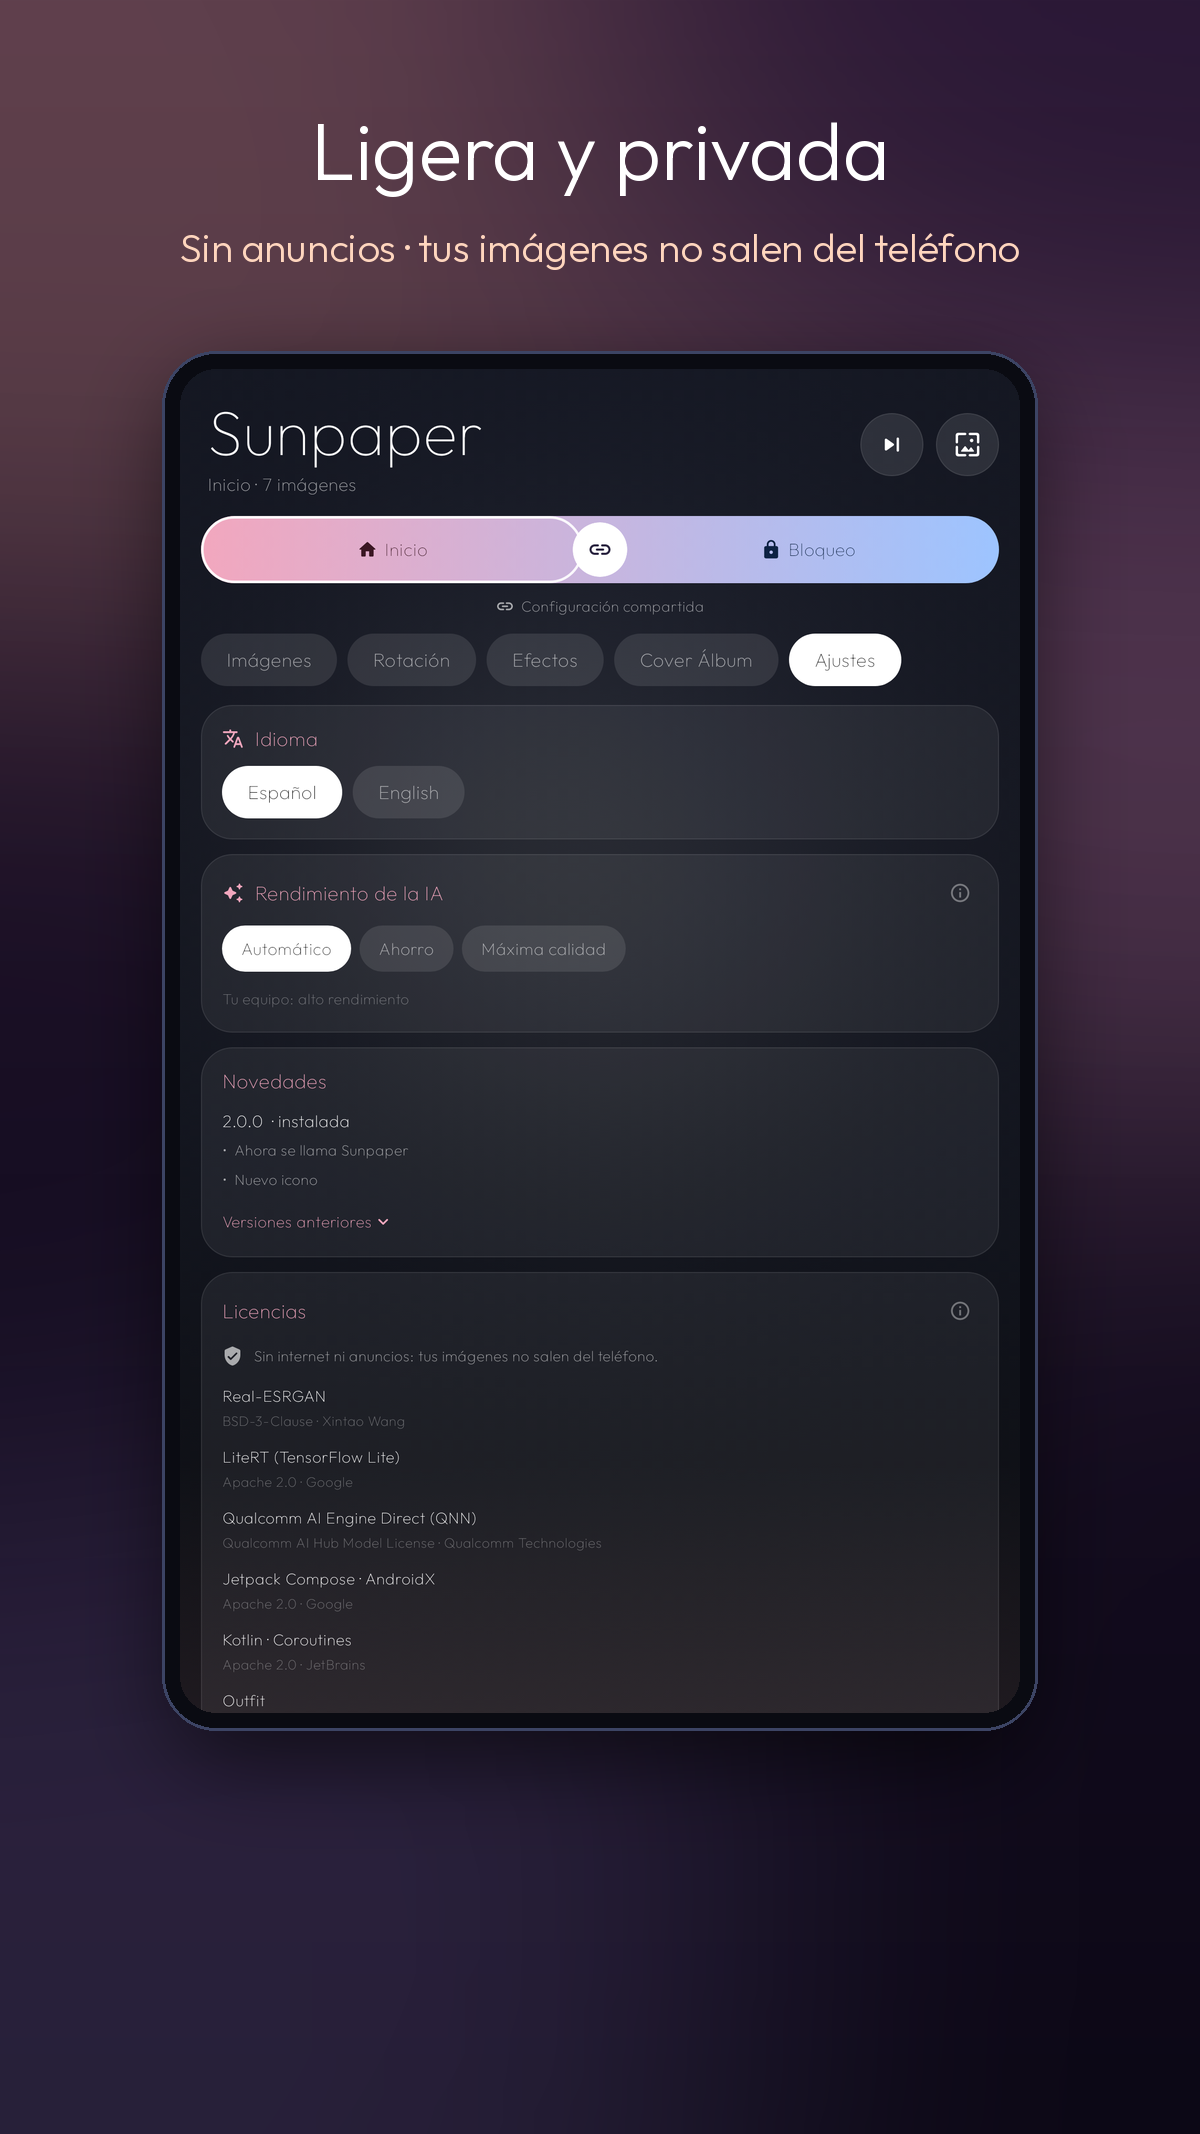 Ligera y privada
Sin anuncios · tus imágenes no salen del teléfono
Sunpaper
Inicio · 7 imágenes
Inicio
Bloqueo
Configuración compartida
Imágenes
Rotación
Efectos
Cover Álbum
Ajustes
Idioma
Español
English
Rendimiento de la IA
Automático
Ahorro
Máxima calidad
Tu equipo: alto rendimiento
Novedades
2.0.0 · instalada
• Ahora se llama Sunpaper
• Nuevo icono
Versiones anteriores
Licencias
Sin internet ni anuncios: tus imágenes no salen del teléfono.
Real-ESRGAN
BSD-3-Clause · Xintao Wang
LiteRT (TensorFlow Lite)
Apache 2.0 · Google
Qualcomm AI Engine Direct (QNN)
Qualcomm AI Hub Model License · Qualcomm Technologies
Jetpack Compose · AndroidX
Apache 2.0 · Google
Kotlin · Coroutines
Apache 2.0 · JetBrains
Outfit